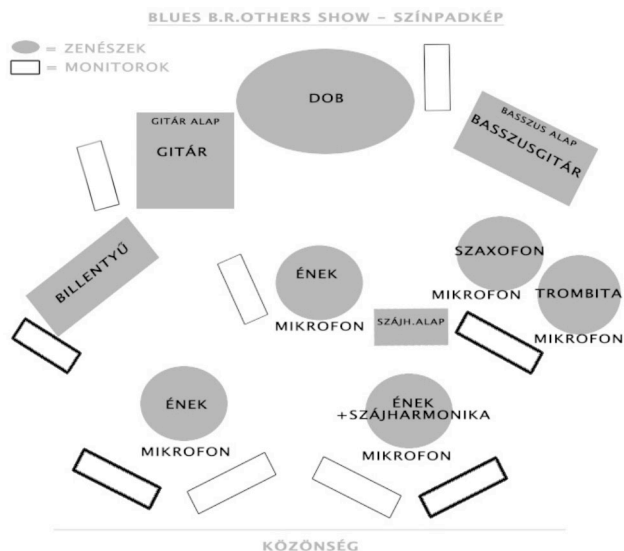 BLUES B.R.OTHERS SHOW – SZÍNPADKÉP
= ZENÉSZEK
= MONITOROK
DOB
GITÁR ALAP
GITÁR
BASSZUS ALAP
BASSZUSGITÁR
BILLENTYŰ
ÉNEK
MIKROFON
SZAXOFON
MIKROFON
TROMBITA
MIKROFON
SZÁJH.ALAP
ÉNEK
MIKROFON
ÉNEK
+SZÁJHARMONIKA
MIKROFON
KÖZÖNSÉG